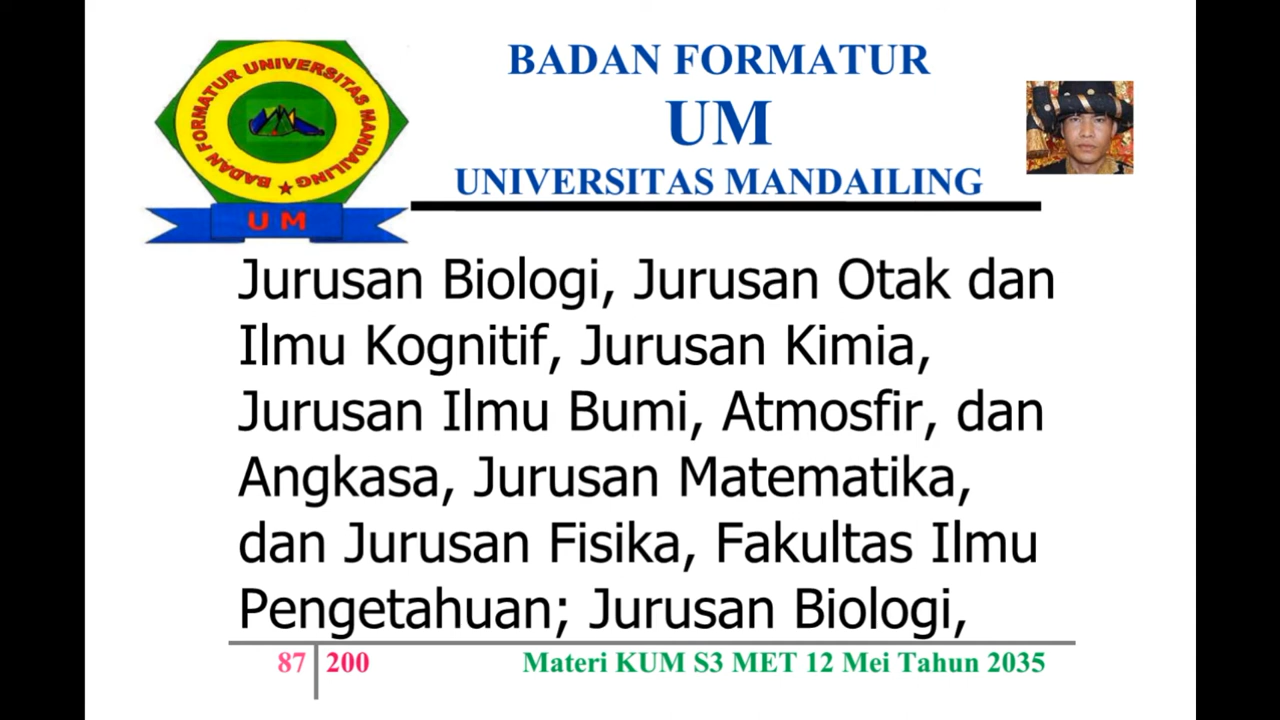 BADAN FORMATUR UNIVERSITAS MANDAILING
U M
BADAN FORMATUR
UM
UNIVERSITAS MANDAILING
Jurusan Biologi, Jurusan Otak dan
Ilmu Kognitif, Jurusan Kimia,
Jurusan Ilmu Bumi, Atmosfir, dan
Angkasa, Jurusan Matematika,
dan Jurusan Fisika, Fakultas Ilmu
Pengetahuan; Jurusan Biologi,
87 200 Materi KUM S3 MET 12 Mei Tahun 2035